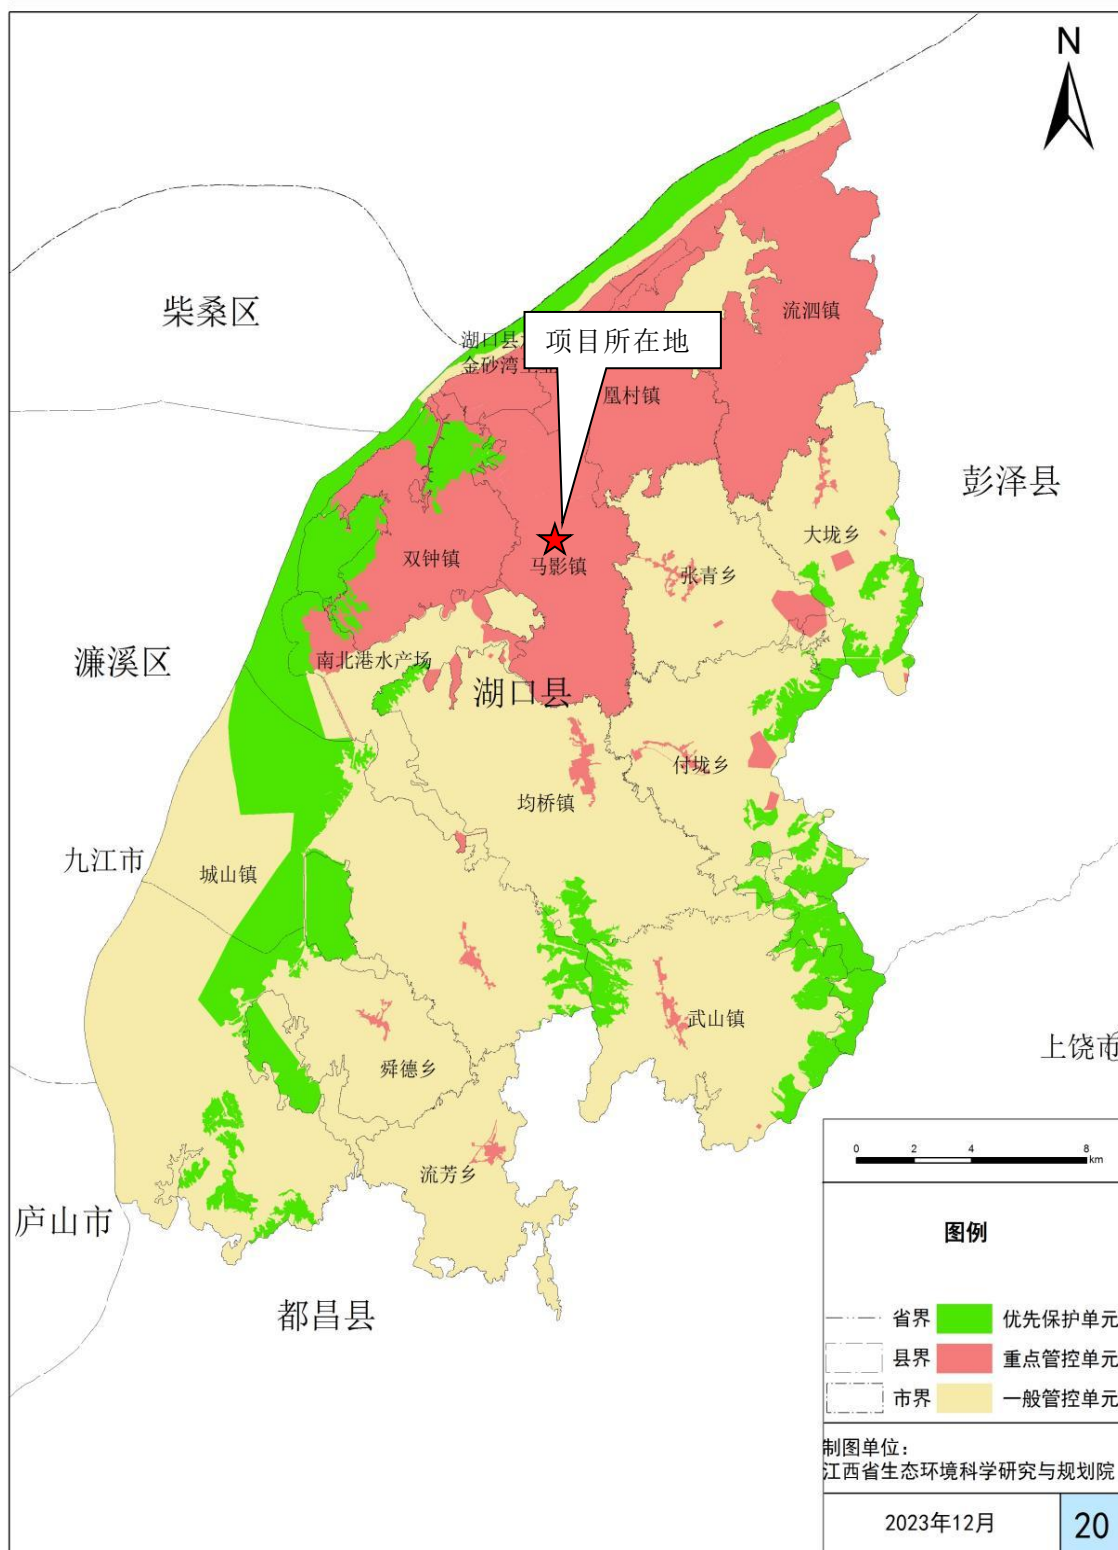 N
柴桑区
流泗镇
湖口县
金砂湾工业
项目所在地
凰村镇
彭泽县
大垅乡
双钟镇
马影镇
张青乡
濂溪区
南北港水产场
湖口县
付垅乡
均桥镇
九江市
城山镇
武山镇
上饶市
舜德乡
流芳乡
庐山市
都昌县
0 2 4 8
km
图例
省界 优先保护单元
县界 重点管控单元
市界 一般管控单元
制图单位：
江西省生态环境科学研究与规划院
2023年12月 20